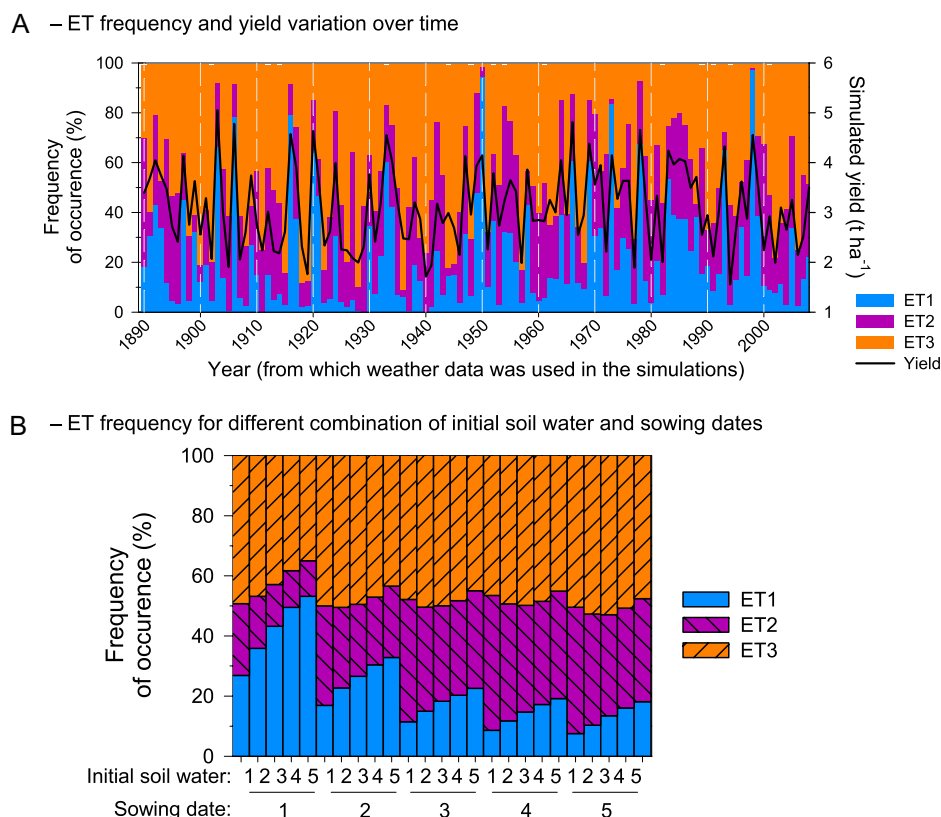 A – ET frequency and yield variation over time
100
80
60
40
20
0
Frequency
of occurrence (%)
6
5
4
3
2
1
Simulated yield (t ha-1)
1890 1900 1910 1920 1930 1940 1950 1960 1970 1980 1990 2000
Year (from which weather data was used in the simulations)
ET1
ET2
ET3
Yield
B – ET frequency for different combination of initial soil water and sowing dates
100
80
60
40
20
0
Frequency
of occurence (%)
ET1
ET2
ET3
Initial soil water: 1 2 3 4 5 1 2 3 4 5 1 2 3 4 5 1 2 3 4 5 1 2 3 4 5
Sowing date: 1 2 3 4 5